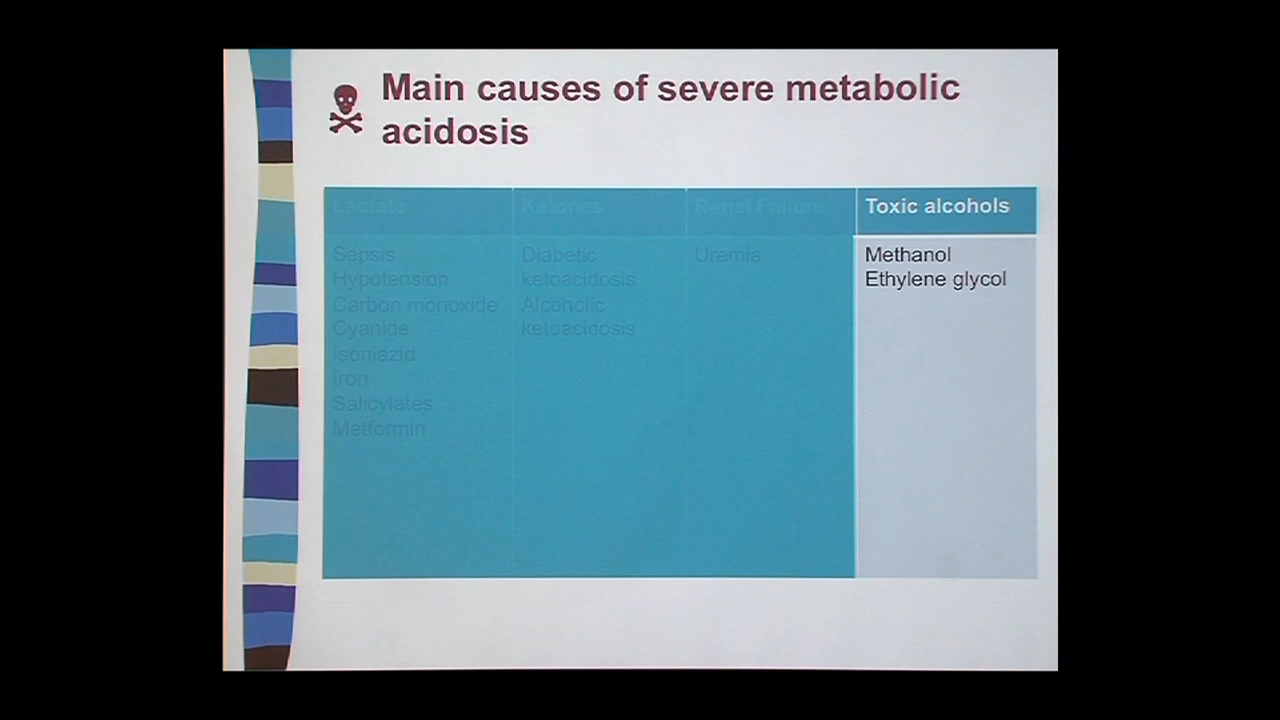 Main causes of severe metabolic
acidosis
Lactate
Ketones
Renal Failure
Toxic alcohols
Sepsis
Hypotension
Carbon monoxide
Cyanide
Isoniazid
Iron
Salicylates
Metformin
Diabetic
ketoacidosis
Alcoholic
ketoacidosis
Uremia
Methanol
Ethylene glycol